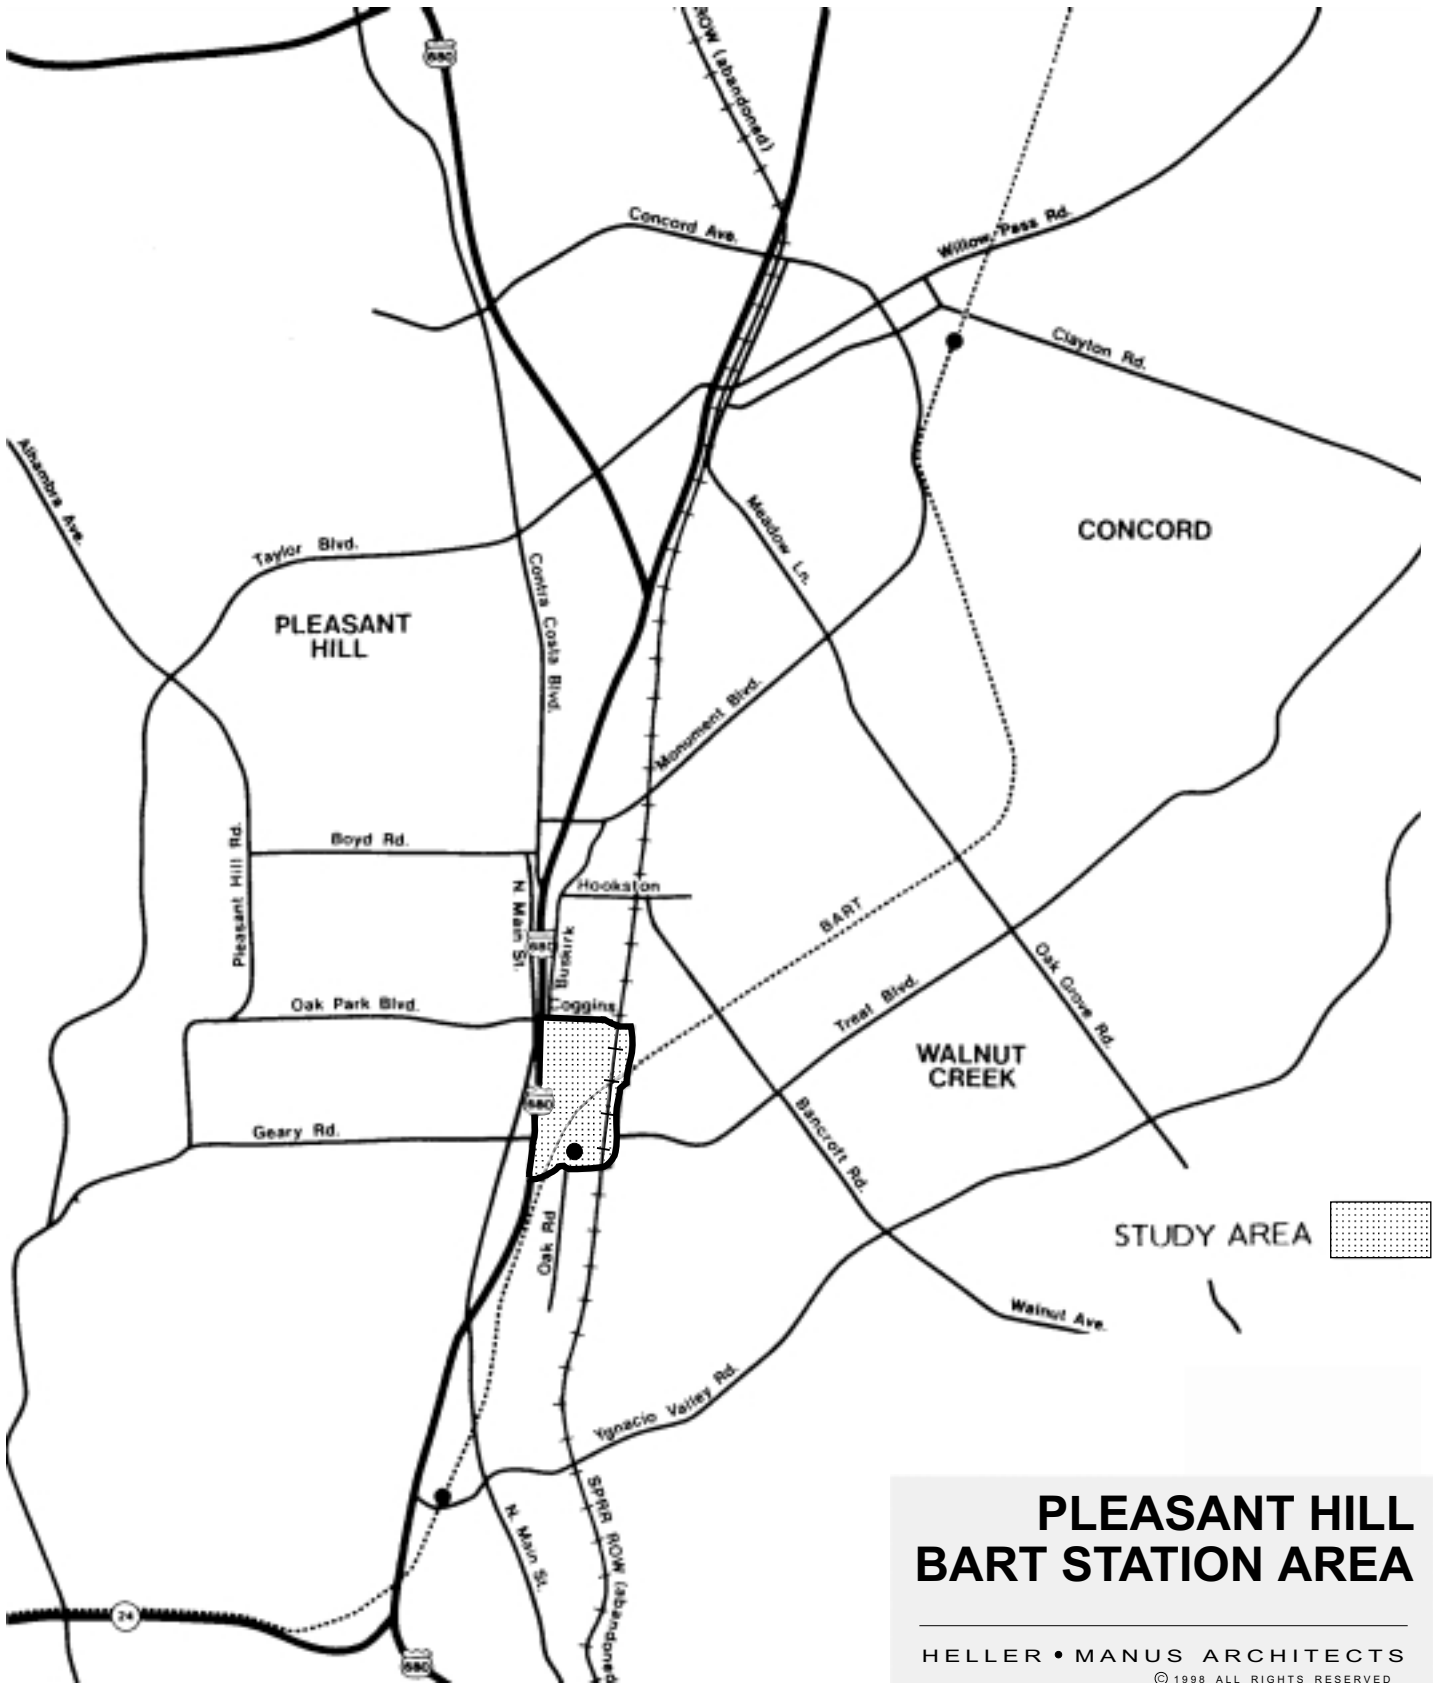 680
ROW (abandoned)
Concord Ave.
Willow Pass Rd.
Clayton Rd.
Alhambra Ave.
Taylor Blvd.
Contra Costa Blvd.
Meadow Ln.
CONCORD
PLEASANT
HILL
Monument Blvd.
Pleasant Hill Rd.
Boyd Rd.
N. Main St.
Hookston
680
Buskirk
BART
Oak Grove Rd.
Oak Park Blvd.
Coggins
Treat Blvd.
WALNUT
CREEK
680
Geary Rd.
Bancroft Rd.
Oak Rd
STUDY AREA
Walnut Ave.
Ygnacio Valley Rd.
N. Main St.
SPRR ROW (abandoned
24
680
PLEASANT HILL
BART STATION AREA
HELLER • MANUS ARCHITECTS
© 1998 ALL RIGHTS RESERVED